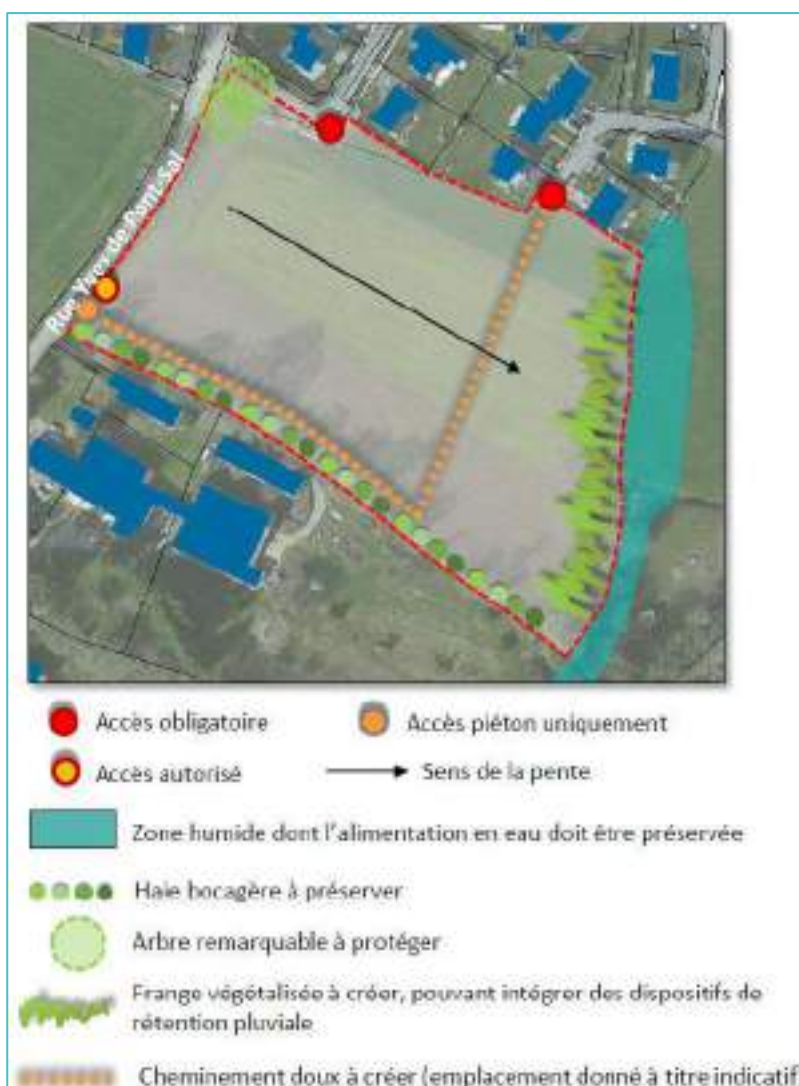 Rue Yves de Pont-Sal
Accès obligatoire
Accès piéton uniquement
Accès autorisé
Sens de la pente
Zone humide dont l'alimentation en eau doit être préservée
Haie bocagère à préserver
Arbre remarquable à protéger
Frange végétalisée à créer, pouvant intégrer des dispositifs de
rétention pluviale
Cheminement doux à créer (emplacement donné à titre indicatif